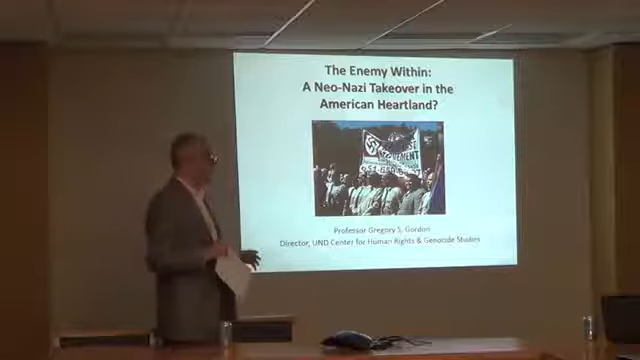 The Enemy Within:
A Neo-Nazi Takeover in the
American Heartland?
MOVEMENT
Professor Gregory S. Gordon
Director, UND Center for Human Rights & Genocide Studies